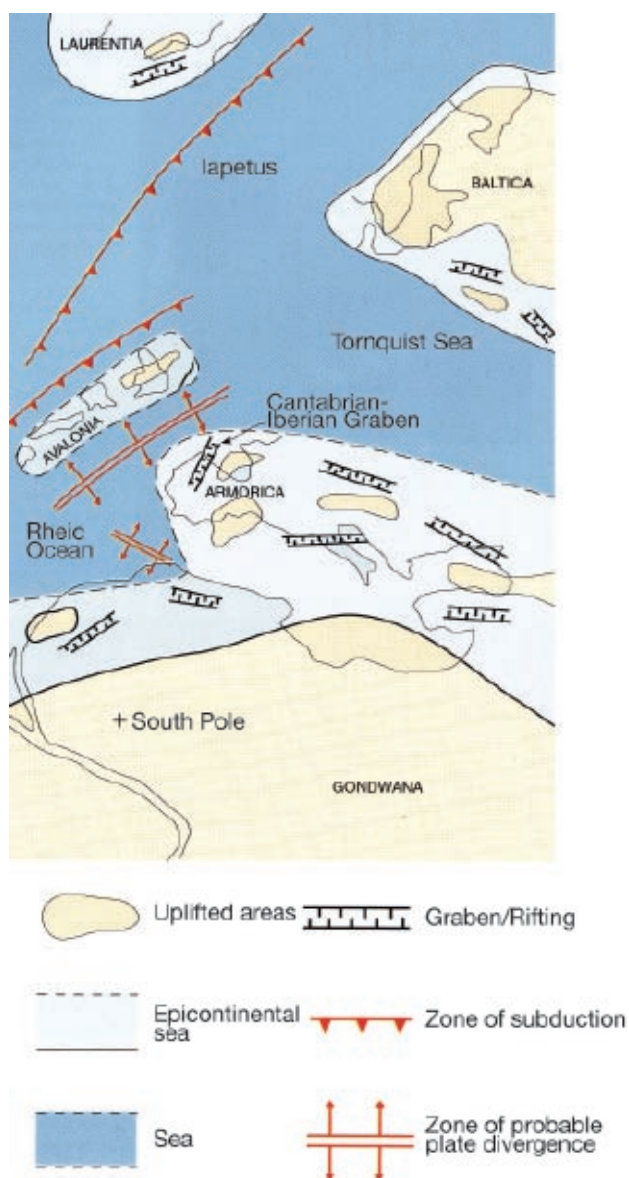 LAURENTIA
Iapetus
BALTICA
Tornquist Sea
Cantabrian-
Iberian Graben
AVALONIA
ARMORICA
Rheic
Ocean
+ South Pole
GONDWANA
Uplifted areas
Graben/Rifting
Epicontinental
sea
Zone of subduction
Sea
Zone of probable
plate divergence